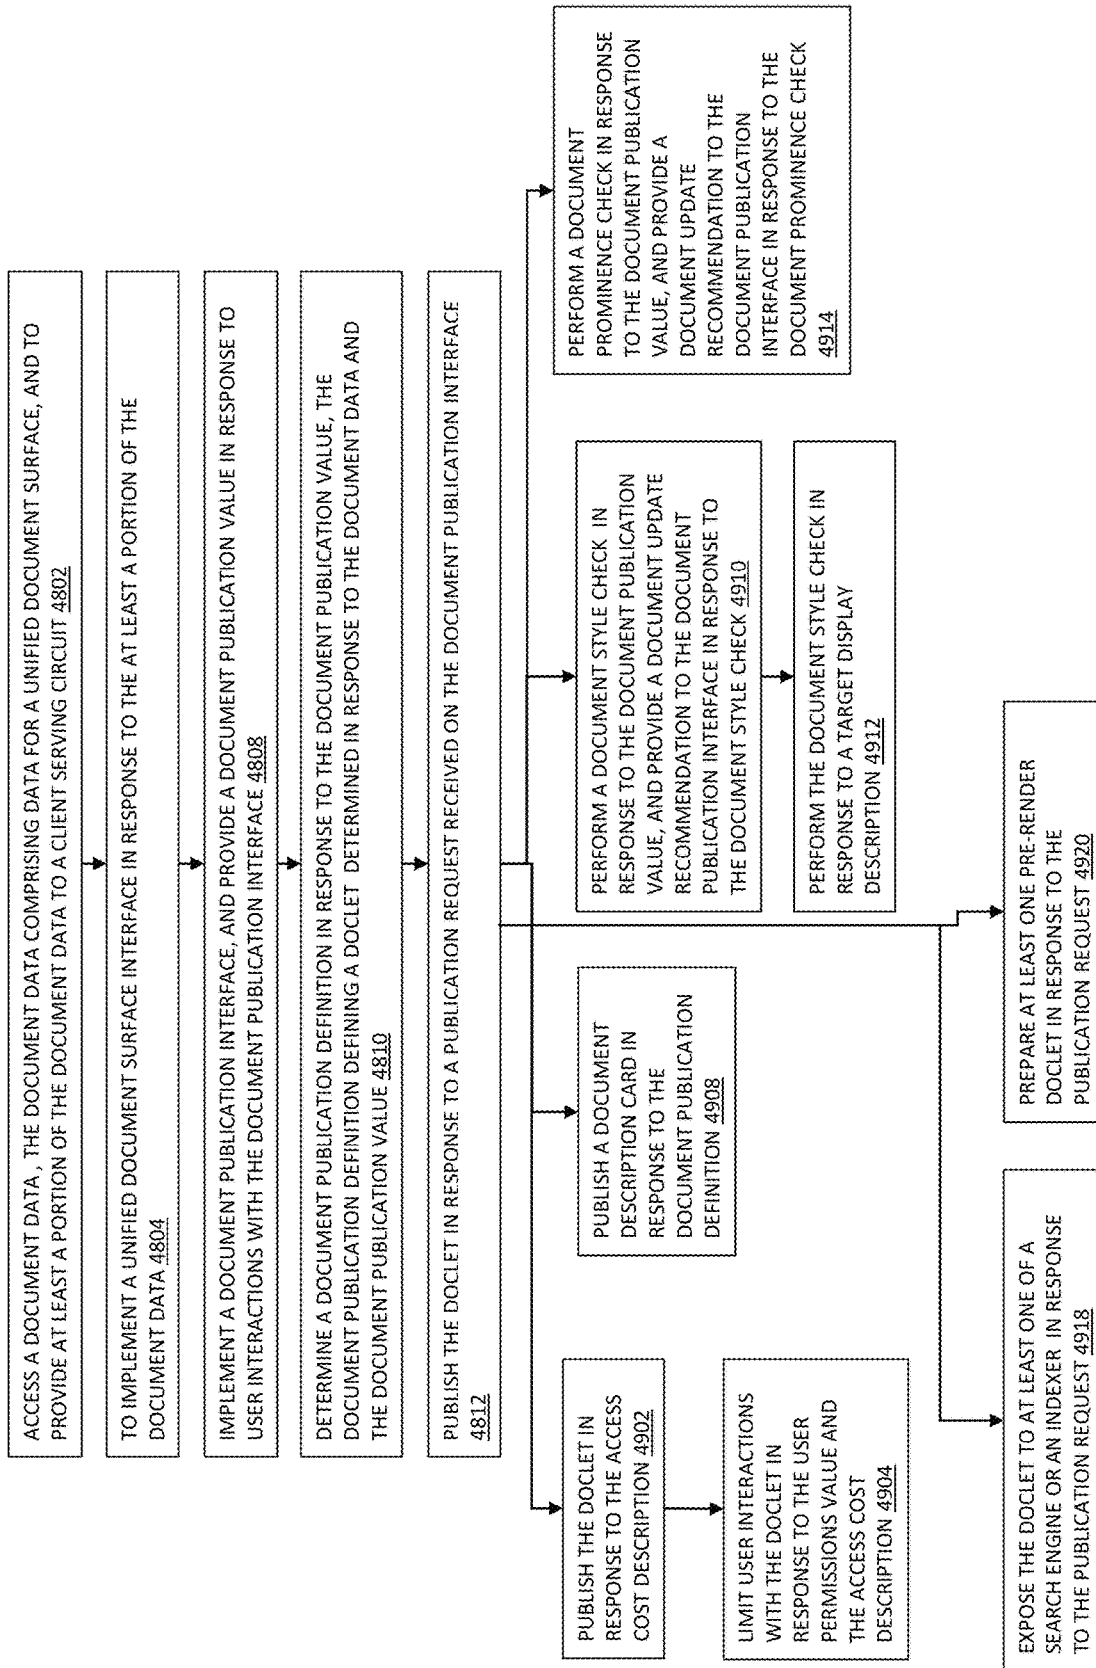 ACCESS A DOCUMENT DATA, THE DOCUMENT DATA COMPRISING DATA FOR A UNIFIED DOCUMENT SURFACE, AND TO
PROVIDE AT LEAST A PORTION OF THE DOCUMENT DATA TO A CLIENT SERVING CIRCUIT 4802
TO IMPLEMENT A UNIFIED DOCUMENT SURFACE INTERFACE IN RESPONSE TO THE AT LEAST A PORTION OF THE
DOCUMENT DATA 4804
IMPLEMENT A DOCUMENT PUBLICATION INTERFACE, AND PROVIDE A DOCUMENT PUBLICATION VALUE IN RESPONSE TO
USER INTERACTIONS WITH THE DOCUMENT PUBLICATION INTERFACE 4808
DETERMINE A DOCUMENT PUBLICATION DEFINITION IN RESPONSE TO THE DOCUMENT PUBLICATION VALUE, THE
DOCUMENT PUBLICATION DEFINITION DEFINING A DOCLET DETERMINED IN RESPONSE TO THE DOCUMENT DATA AND
THE DOCUMENT PUBLICATION VALUE 4810
PUBLISH THE DOCLET IN RESPONSE TO A PUBLICATION REQUEST RECEIVED ON THE DOCUMENT PUBLICATION INTERFACE
4812
PUBLISH THE DOCLET IN
RESPONSE TO THE ACCESS
COST DESCRIPTION 4902
LIMIT USER INTERACTIONS
WITH THE DOCLET IN
RESPONSE TO THE USER
PERMISSIONS VALUE AND
THE ACCESS COST
DESCRIPTION 4904
PUBLISH A DOCUMENT
DESCRIPTION CARD IN
RESPONSE TO THE
DOCUMENT PUBLICATION
DEFINITION 4908
PERFORM A DOCUMENT STYLE CHECK IN
RESPONSE TO THE DOCUMENT PUBLICATION
VALUE, AND PROVIDE A DOCUMENT UPDATE
RECOMMENDATION TO THE DOCUMENT
PUBLICATION INTERFACE IN RESPONSE TO
THE DOCUMENT STYLE CHECK 4910
PERFORM THE DOCUMENT STYLE CHECK IN
RESPONSE TO A TARGET DISPLAY
DESCRIPTION 4912
PERFORM A DOCUMENT
PROMINENCE CHECK IN RESPONSE
TO THE DOCUMENT PUBLICATION
VALUE, AND PROVIDE A
DOCUMENT UPDATE
RECOMMENDATION TO THE
DOCUMENT PUBLICATION
INTERFACE IN RESPONSE TO THE
DOCUMENT PROMINENCE CHECK
4914
EXPOSE THE DOCLET TO AT LEAST ONE OF A
SEARCH ENGINE OR AN INDEXER IN RESPONSE
TO THE PUBLICATION REQUEST 4918
PREPARE AT LEAST ONE PRE-RENDER
DOCLET IN RESPONSE TO THE
PUBLICATION REQUEST 4920